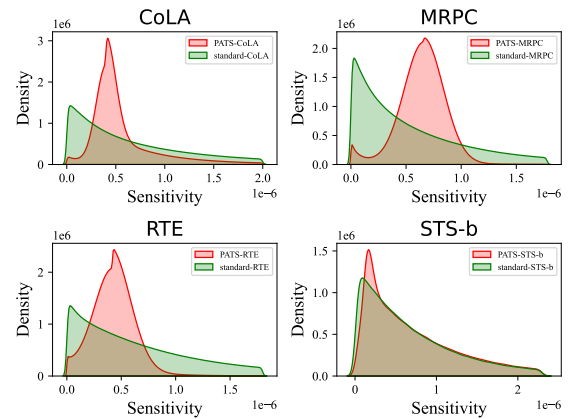 CoLA
1e6
PATS-CoLA
standard-CoLA
Density
3
2
1
0
0.0 0.5 1.0 1.5 2.0
Sensitivity
1e−6
MRPC
1e6
PATS-MRPC
standard-MRPC
Density
2.0
1.5
1.0
0.5
0.0
0.0 0.5 1.0 1.5
Sensitivity
1e−6
RTE
1e6
PATS-RTE
standard-RTE
Density
2
1
0
0.0 0.5 1.0 1.5
Sensitivity
1e−6
STS-b
1e6
PATS-STS-b
standard-STS-b
Density
1.5
1.0
0.5
0.0
0 1 2
Sensitivity
1e−6